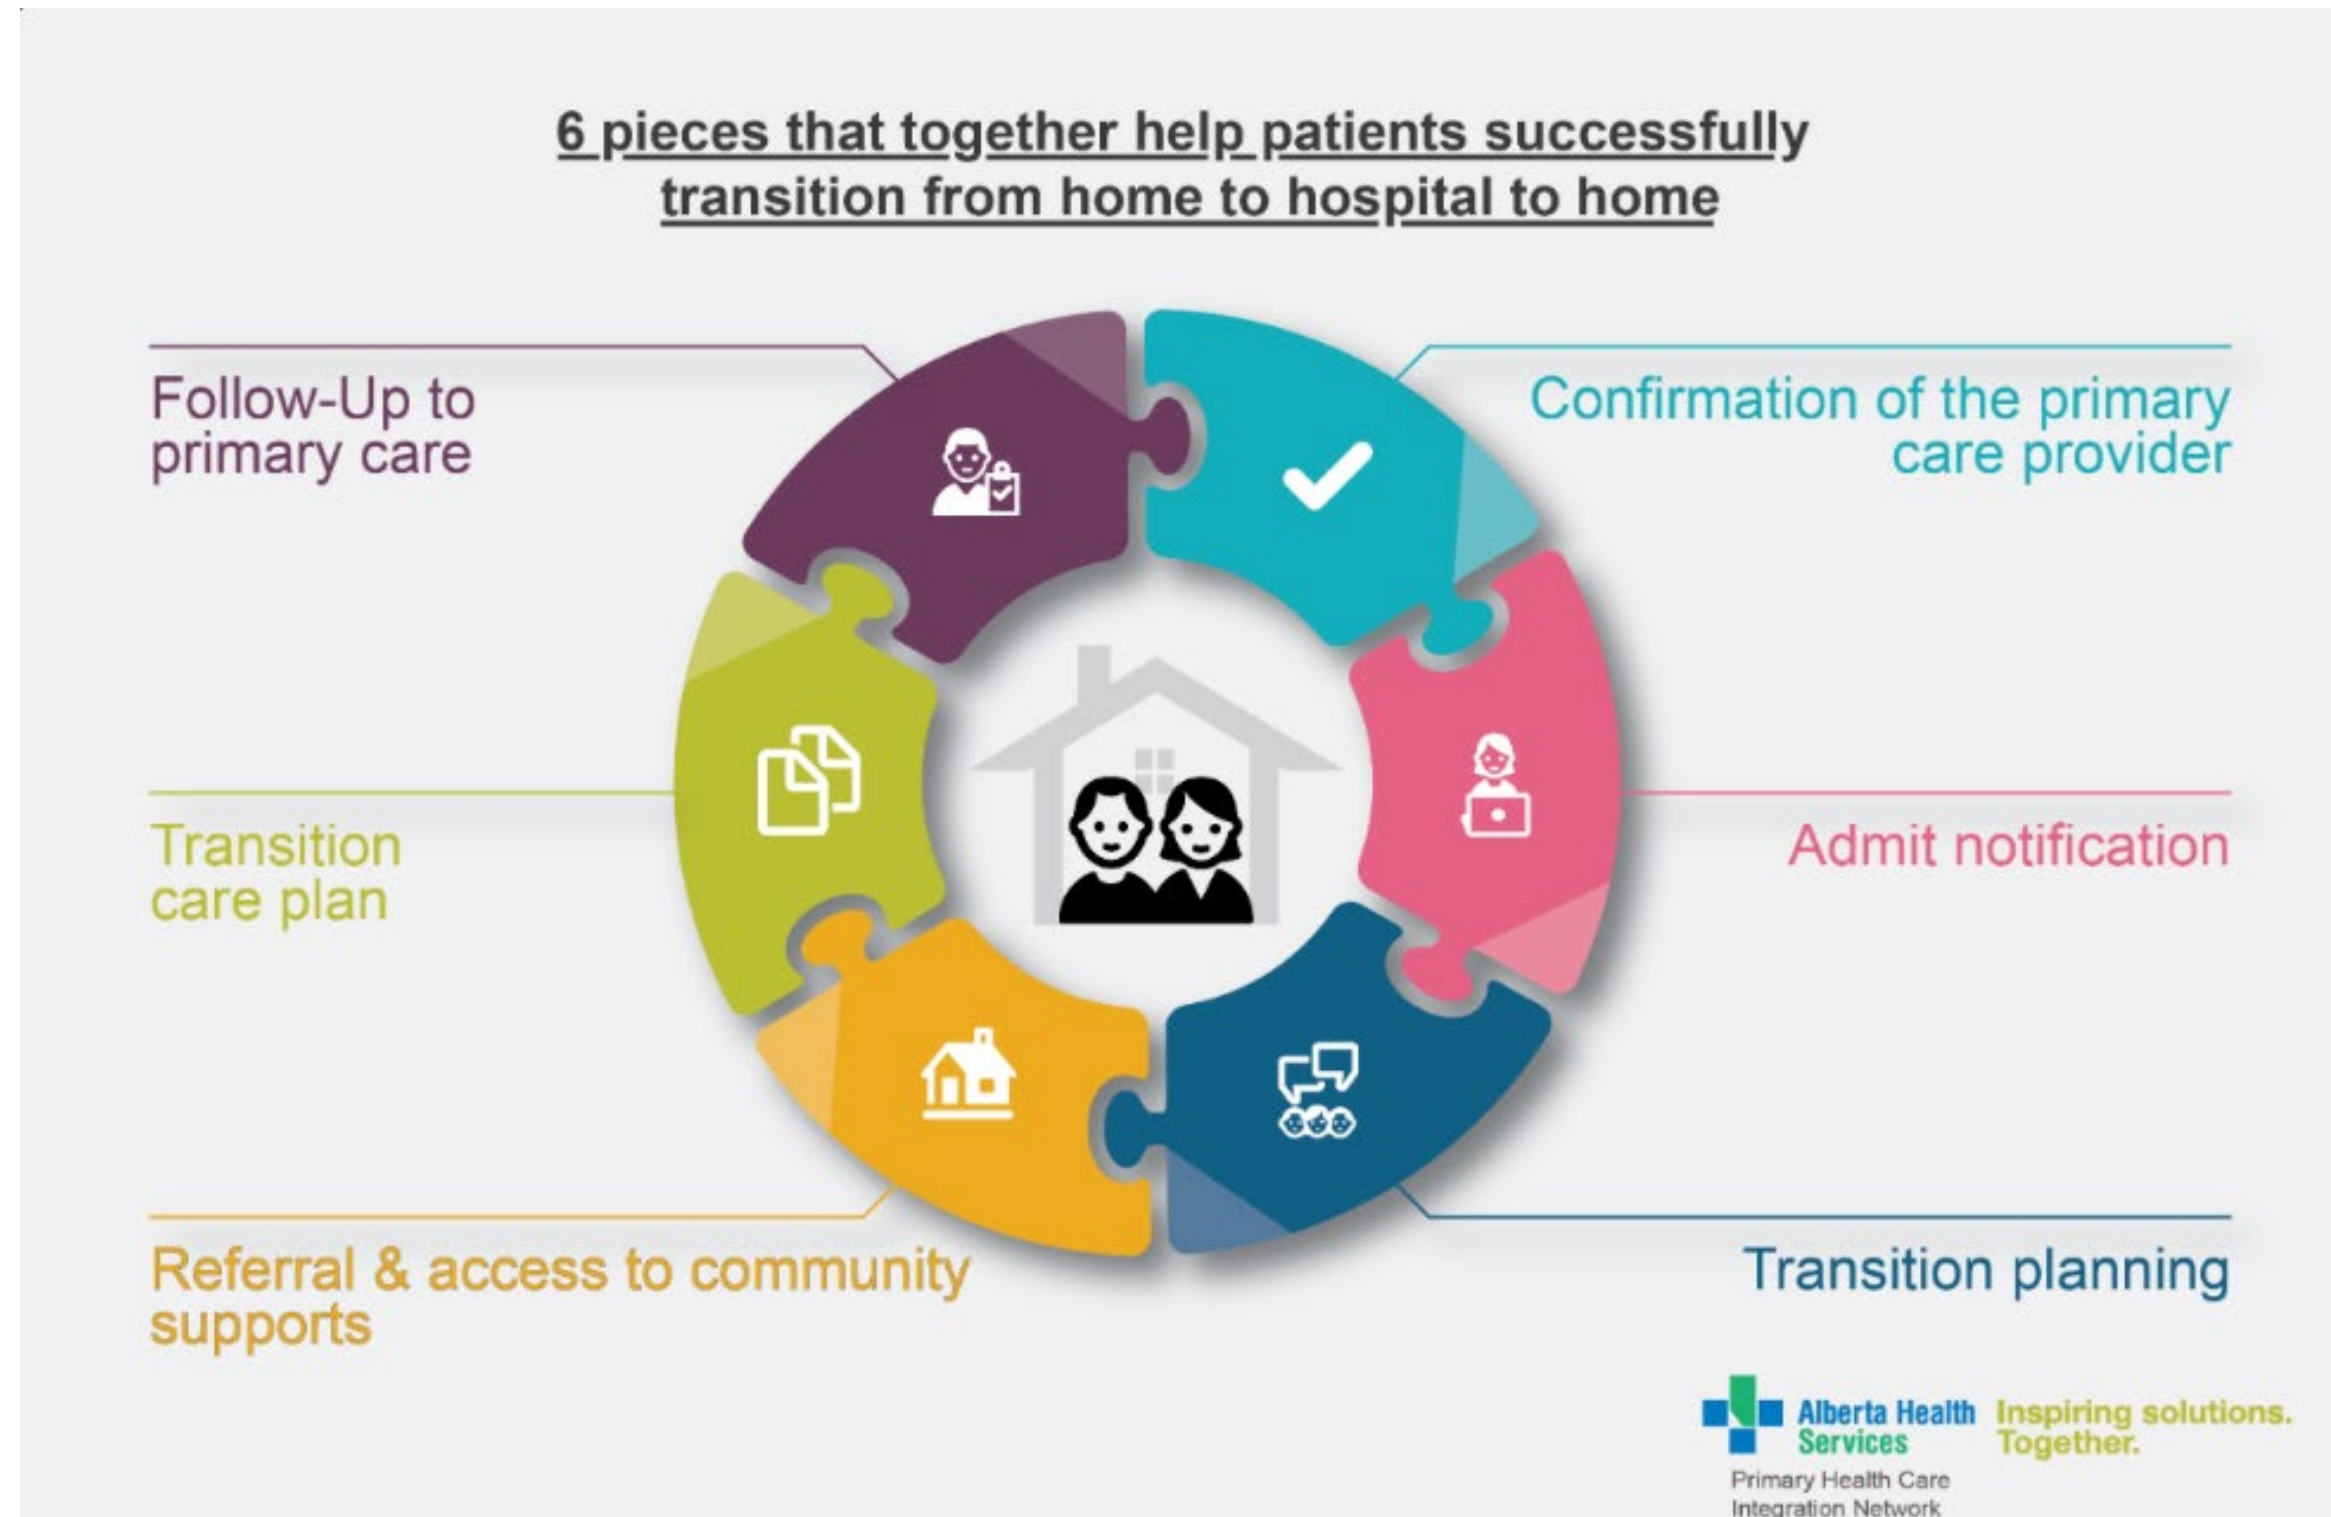 6 pieces that together help patients successfully
transition from home to hospital to home
Follow-Up to
primary care
Confirmation of the primary
care provider
Transition
care plan
Admit notification
Referral & access to community
supports
Transition planning
Alberta Health
Services
Inspiring solutions.
Together.
Primary Health Care
Integration Network